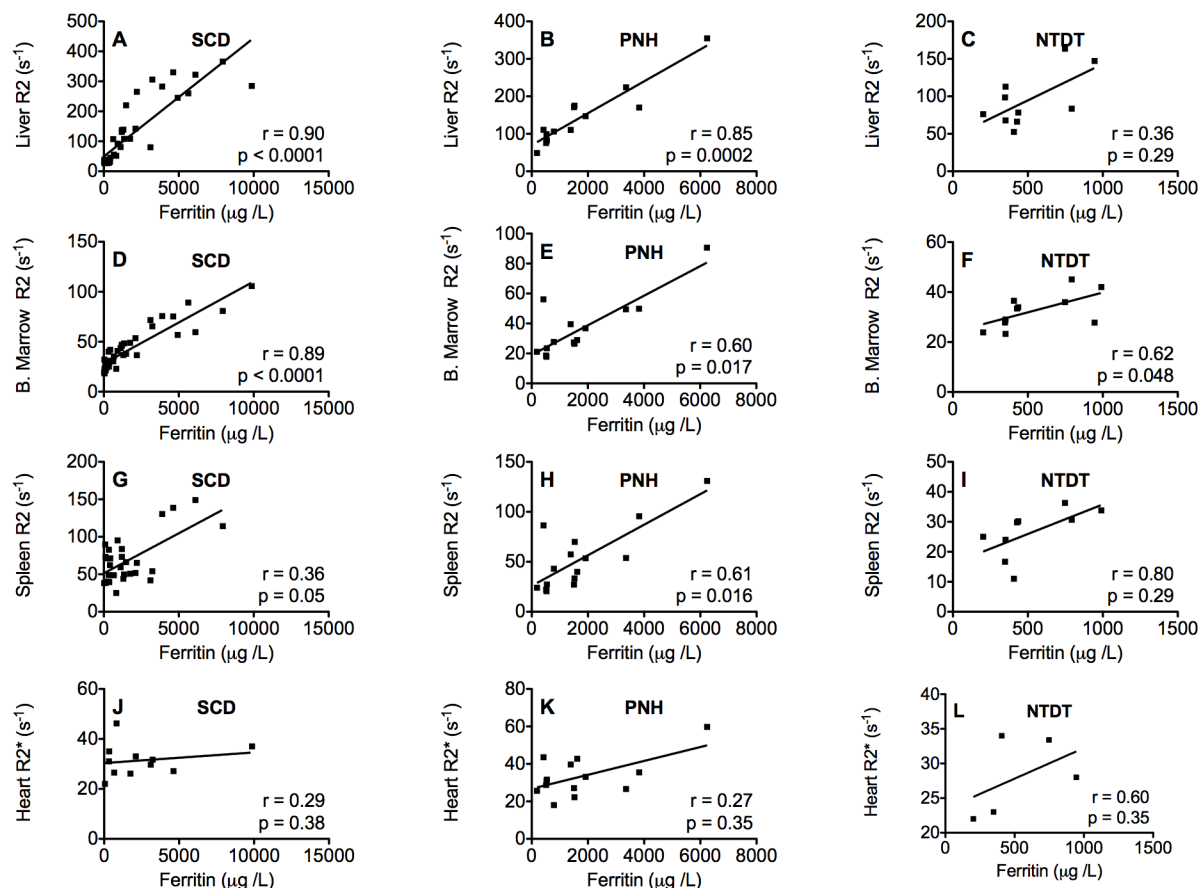 A SCD
Liver R2 (s⁻¹)
500
400
300
200
100
0
r = 0.90
p < 0.0001
0 5000 10000 15000
Ferritin (μg /L)
B PNH
Liver R2 (s⁻¹)
400
300
200
100
0
r = 0.85
p = 0.0002
0 2000 4000 6000 8000
Ferritin (μg /L)
C NTDT
Liver R2 (s⁻¹)
200
150
100
50
0
r = 0.36
p = 0.29
0 500 1000 1500
Ferritin (μg /L)
D SCD
B. Marrow R2 (s⁻¹)
150
100
50
0
r = 0.89
p < 0.0001
0 5000 10000 15000
Ferritin (μg /L)
E PNH
B. Marrow R2 (s⁻¹)
100
80
60
40
20
0
r = 0.60
p = 0.017
0 2000 4000 6000 8000
Ferritin (μg /L)
F NTDT
B. Marrow R2 (s⁻¹)
60
40
20
0
r = 0.62
p = 0.048
0 500 1000 1500
Ferritin (μg /L)
G SCD
Spleen R2 (s⁻¹)
200
150
100
50
0
r = 0.36
p = 0.05
0 5000 10000 15000
Ferritin (μg /L)
H PNH
Spleen R2 (s⁻¹)
150
100
50
0
r = 0.61
p = 0.016
0 2000 4000 6000 8000
Ferritin (μg /L)
I NTDT
Spleen R2 (s⁻¹)
50
40
30
20
10
0
r = 0.80
p = 0.29
0 500 1000 1500
Ferritin (μg /L)
J SCD
Heart R2* (s⁻¹)
60
40
20
0
r = 0.29
p = 0.38
0 5000 10000 15000
Ferritin (μg /L)
K PNH
Heart R2* (s⁻¹)
80
60
40
20
0
r = 0.27
p = 0.35
0 2000 4000 6000 8000
Ferritin (μg /L)
L NTDT
Heart R2* (s⁻¹)
40
35
30
25
20
r = 0.60
p = 0.35
0 500 1000 1500
Ferritin (μg /L)